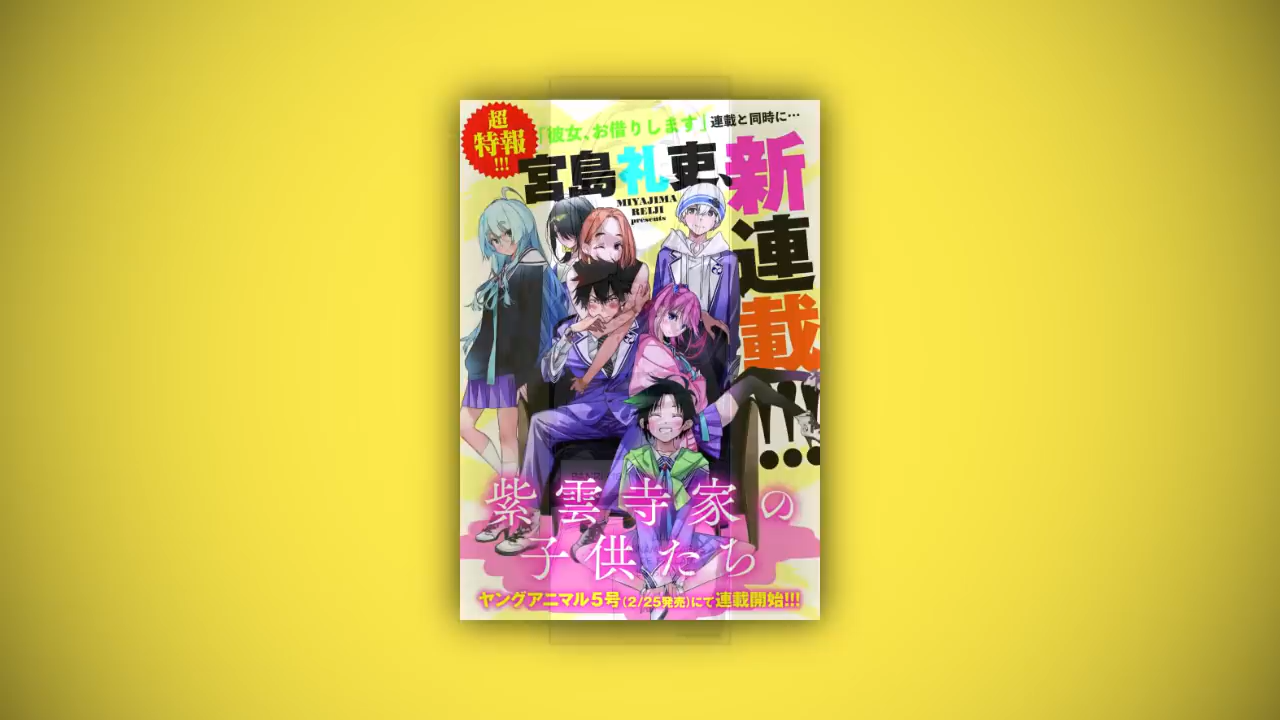 超
特報
!!!
「彼女、お借りします」連載と同時に…
宮島礼吏、
MIYAJIMA
REIJI
presents
新連載!!!
紫雲寺家の
子供たち
ヤングアニマル5号(2/25発売)にて連載開始!!!